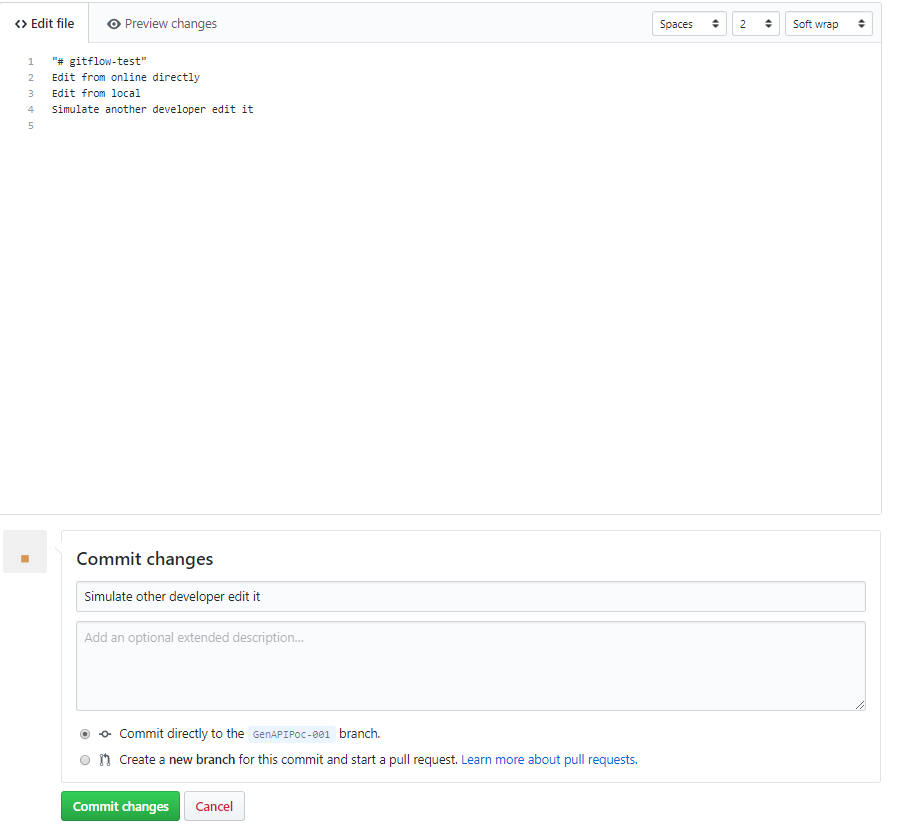 <> Edit file Preview changes Spaces 2 Soft wrap
1 "# gitflow-test"
2 Edit from online directly
3 Edit from local
4 Simulate another developer edit it
5
Commit changes
Simulate other developer edit it
Add an optional extended description...
Commit directly to the GenAPIPoc-001 branch.
Create a new branch for this commit and start a pull request. Learn more about pull requests.
Commit changes Cancel